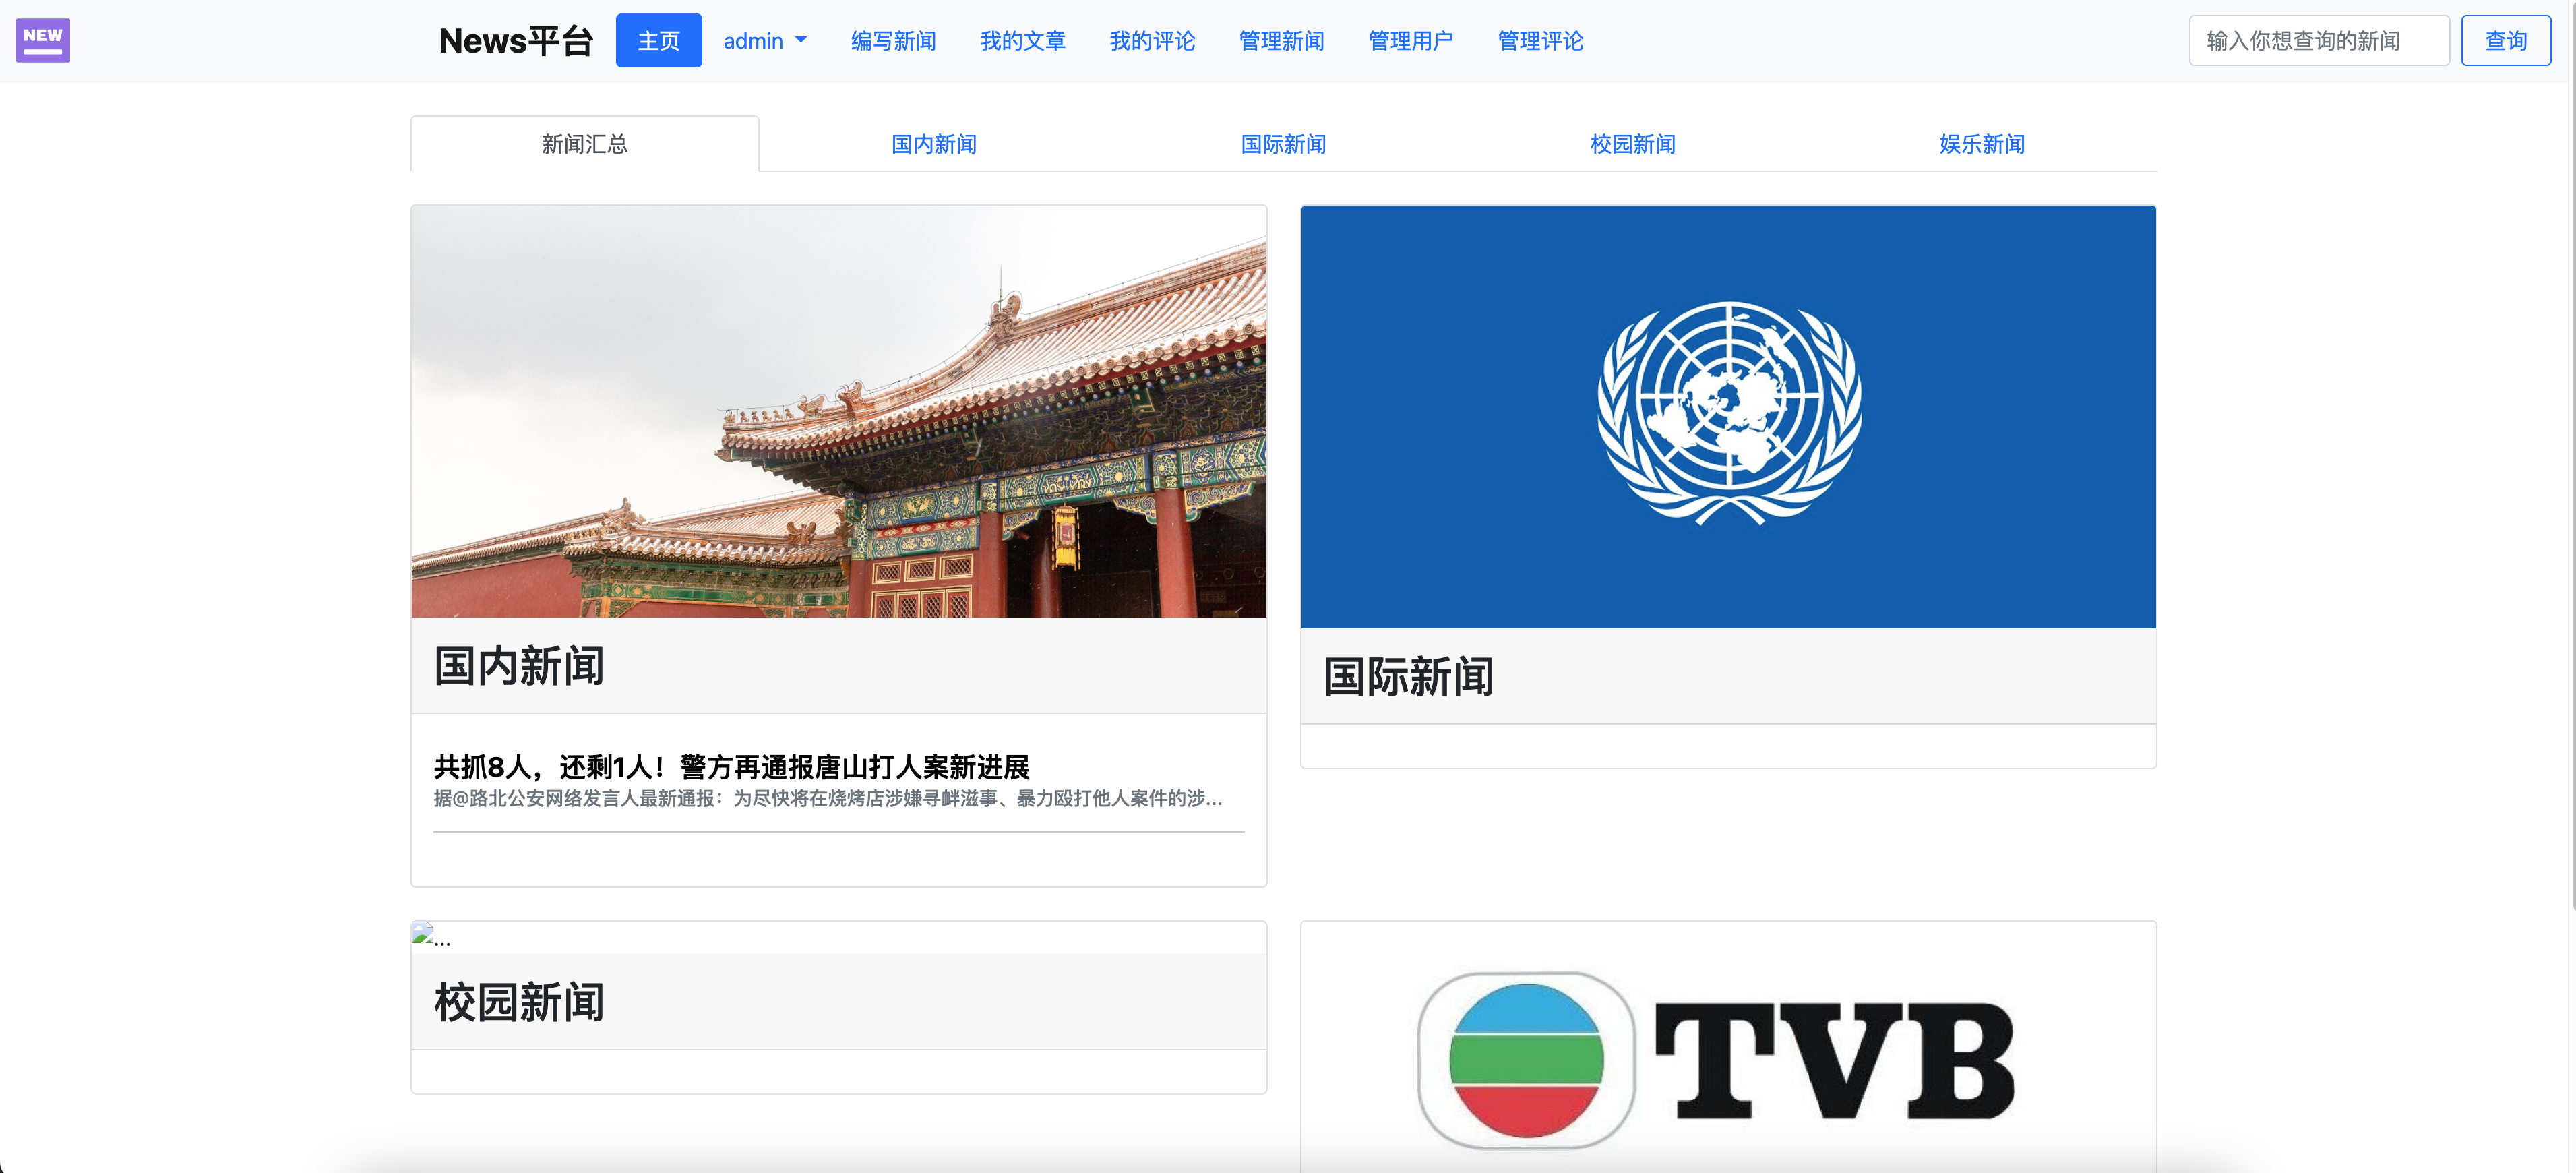 NEW
News平台 主页 admin 编写新闻 我的文章 我的评论 管理新闻 管理用户 管理评论 输入你想查询的新闻 查询
新闻汇总 国内新闻 国际新闻 校园新闻 娱乐新闻
国内新闻
共抓8人，还剩1人！警方再通报唐山打人案新进展
据@路北公安网络发言人最新通报：为尽快将在烧烤店涉嫌寻衅滋事、暴力殴打他人案件的涉...
国际新闻
...
校园新闻
TVB